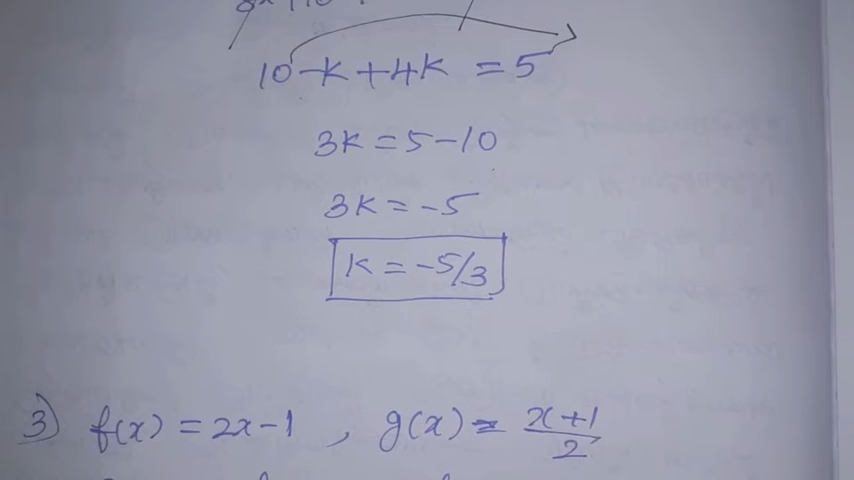 10-k+4k = 5
3k = 5-10
3k = -5
k = -5/3
3) f(x) = 2x-1 , g(x) = x+1/2